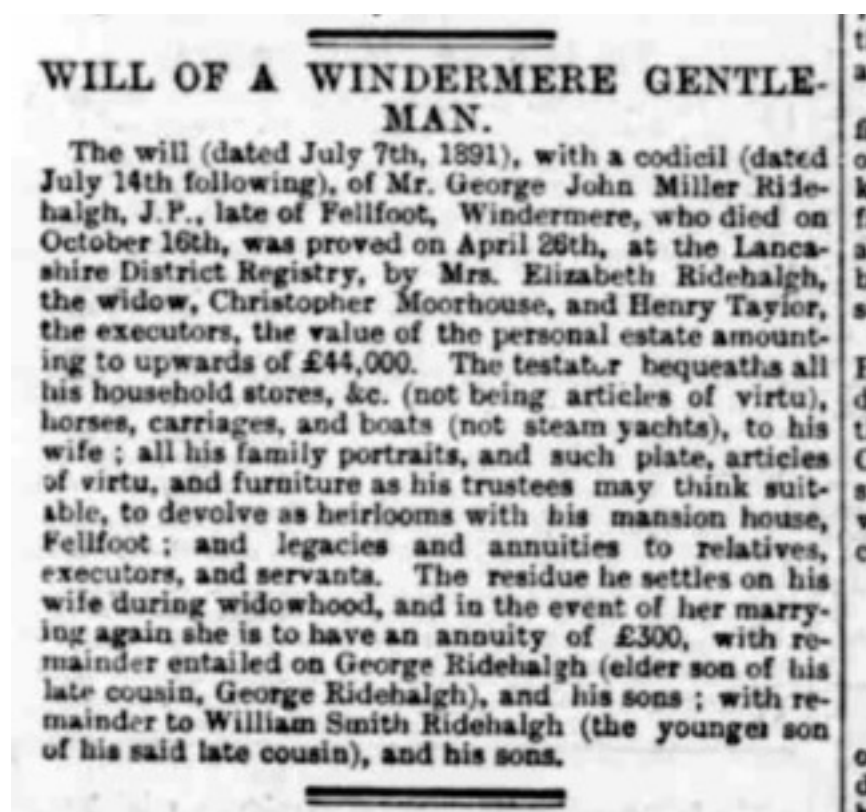 WILL OF A WINDERMERE GENTLE-
MAN.
The will (dated July 7th, 1891), with a codicil (dated
July 14th following), of Mr. George John Miller Ride-
halgh, J.P., late of Fellfoot, Windermere, who died on
October 16th, was proved on April 26th, at the Lanca-
shire District Registry, by Mrs. Elizabeth Ridehalgh,
the widow, Christopher Moorhouse, and Henry Taylor,
the executors, the value of the personal estate amount-
ing to upwards of £44,000. The testator bequeaths all
his household stores, &c. (not being articles of virtu),
horses, carriages, and boats (not steam yachts), to his
wife ; all his family portraits, and such plate, articles
of virtu, and furniture as his trustees may think suit-
able, to devolve as heirlooms with his mansion house,
Fellfoot ; and legacies and annuities to relatives,
executors, and servants. The residue he settles on his
wife during widowhood, and in the event of her marry-
ing again she is to have an annuity of £300, with re-
mainder entailed on George Ridehalgh (elder son of his
late cousin, George Ridehalgh), and his sons ; with re-
mainder to William Smith Ridehalgh (the younger son
of his said late cousin), and his sons.